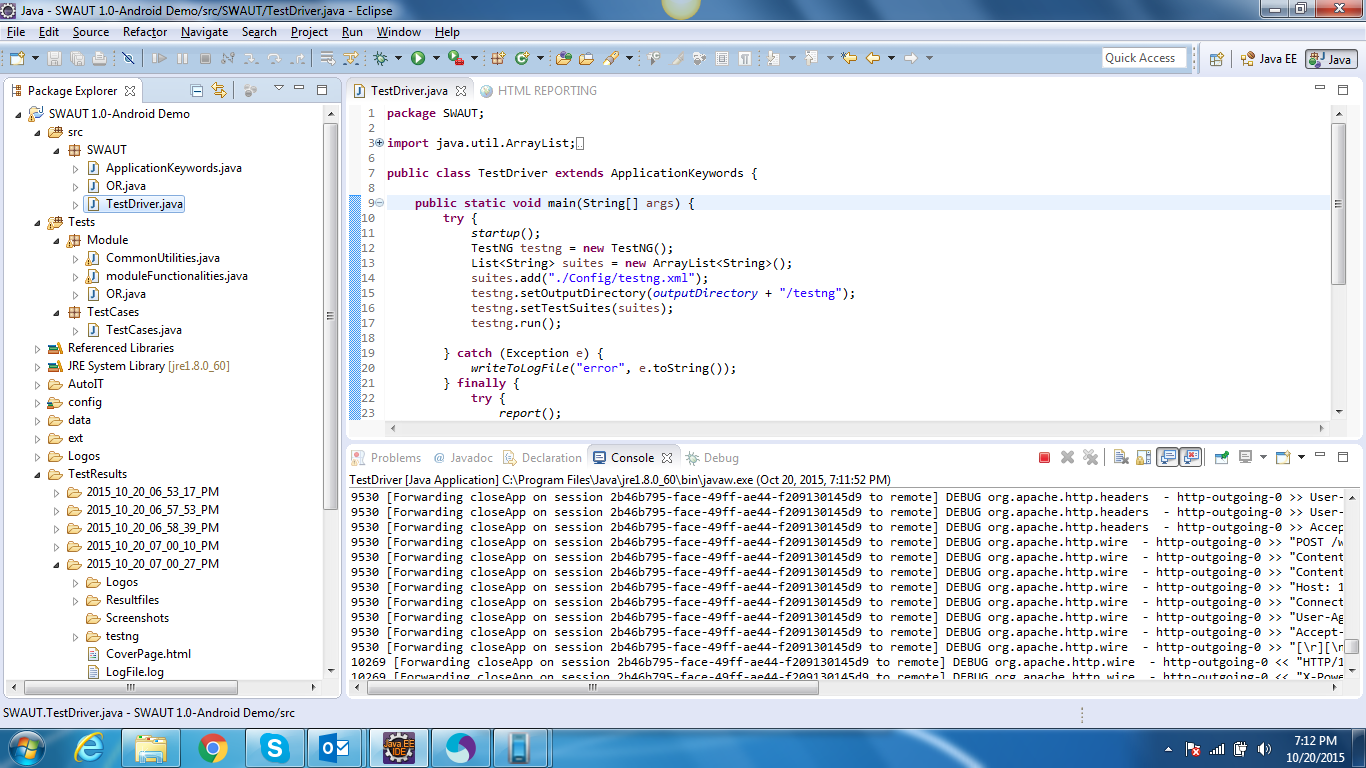 Java - SWAUT 1.0-Android Demo/src/SWAUT/TestDriver.java - Eclipse
File Edit Source Refactor Navigate Search Project Run Window Help
Quick Access Java EE Java
Package Explorer
SWAUT 1.0-Android Demo
src
SWAUT
ApplicationKeywords.java
OR.java
TestDriver.java
Tests
Module
CommonUtilities.java
moduleFunctionalities.java
OR.java
TestCases
TestCases.java
Referenced Libraries
JRE System Library [jre1.8.0_60]
AutoIT
config
data
ext
Logos
TestResults
2015_10_20_06_53_17_PM
2015_10_20_06_57_53_PM
2015_10_20_06_58_39_PM
2015_10_20_07_00_10_PM
2015_10_20_07_00_27_PM
Logos
Resultfiles
Screenshots
testng
CoverPage.html
LogFile.log
TestDriver.java HTML REPORTING
1 package SWAUT;
2
3 import java.util.ArrayList;
6
7 public class TestDriver extends ApplicationKeywords {
8
9 public static void main(String[] args) {
10 try {
11 startup();
12 TestNG testng = new TestNG();
13 List<String> suites = new ArrayList<String>();
14 suites.add("./Config/testng.xml");
15 testng.setOutputDirectory(outputDirectory + "/testng");
16 testng.setTestSuites(suites);
17 testng.run();
18
19 } catch (Exception e) {
20 writeToLogFile("error", e.toString());
21 } finally {
22 try {
23 report();
Problems Javadoc Declaration Console Debug
TestDriver [Java Application] C:\Program Files\Java\jre1.8.0_60\bin\javaw.exe (Oct 20, 2015, 7:11:52 PM)
9530 [Forwarding closeApp on session 2b46b795-face-49ff-ae44-f209130145d9 to remote] DEBUG org.apache.http.headers - http-outgoing-0 >> User-
9530 [Forwarding closeApp on session 2b46b795-face-49ff-ae44-f209130145d9 to remote] DEBUG org.apache.http.headers - http-outgoing-0 >> User-
9530 [Forwarding closeApp on session 2b46b795-face-49ff-ae44-f209130145d9 to remote] DEBUG org.apache.http.headers - http-outgoing-0 >> Accep
9530 [Forwarding closeApp on session 2b46b795-face-49ff-ae44-f209130145d9 to remote] DEBUG org.apache.http.wire - http-outgoing-0 >> "POST /w
9530 [Forwarding closeApp on session 2b46b795-face-49ff-ae44-f209130145d9 to remote] DEBUG org.apache.http.wire - http-outgoing-0 >> "Content
9530 [Forwarding closeApp on session 2b46b795-face-49ff-ae44-f209130145d9 to remote] DEBUG org.apache.http.wire - http-outgoing-0 >> "Content
9530 [Forwarding closeApp on session 2b46b795-face-49ff-ae44-f209130145d9 to remote] DEBUG org.apache.http.wire - http-outgoing-0 >> "Host: 1
9530 [Forwarding closeApp on session 2b46b795-face-49ff-ae44-f209130145d9 to remote] DEBUG org.apache.http.wire - http-outgoing-0 >> "Connect
9530 [Forwarding closeApp on session 2b46b795-face-49ff-ae44-f209130145d9 to remote] DEBUG org.apache.http.wire - http-outgoing-0 >> "User-Ag
9530 [Forwarding closeApp on session 2b46b795-face-49ff-ae44-f209130145d9 to remote] DEBUG org.apache.http.wire - http-outgoing-0 >> "Accept-
9530 [Forwarding closeApp on session 2b46b795-face-49ff-ae44-f209130145d9 to remote] DEBUG org.apache.http.wire - http-outgoing-0 >> "[\r][\n
10269 [Forwarding closeApp on session 2b46b795-face-49ff-ae44-f209130145d9 to remote] DEBUG org.apache.http.wire - http-outgoing-0 << "HTTP/1
10269 [Forwarding closeApp on session 2b46b795-face-49ff-ae44-f209130145d9 to remote] DEBUG org.apache.http.wire - http-outgoing-0 << "X-Powe
SWAUT.TestDriver.java - SWAUT 1.0-Android Demo/src
Java EE
IDE
7:12 PM
10/20/2015